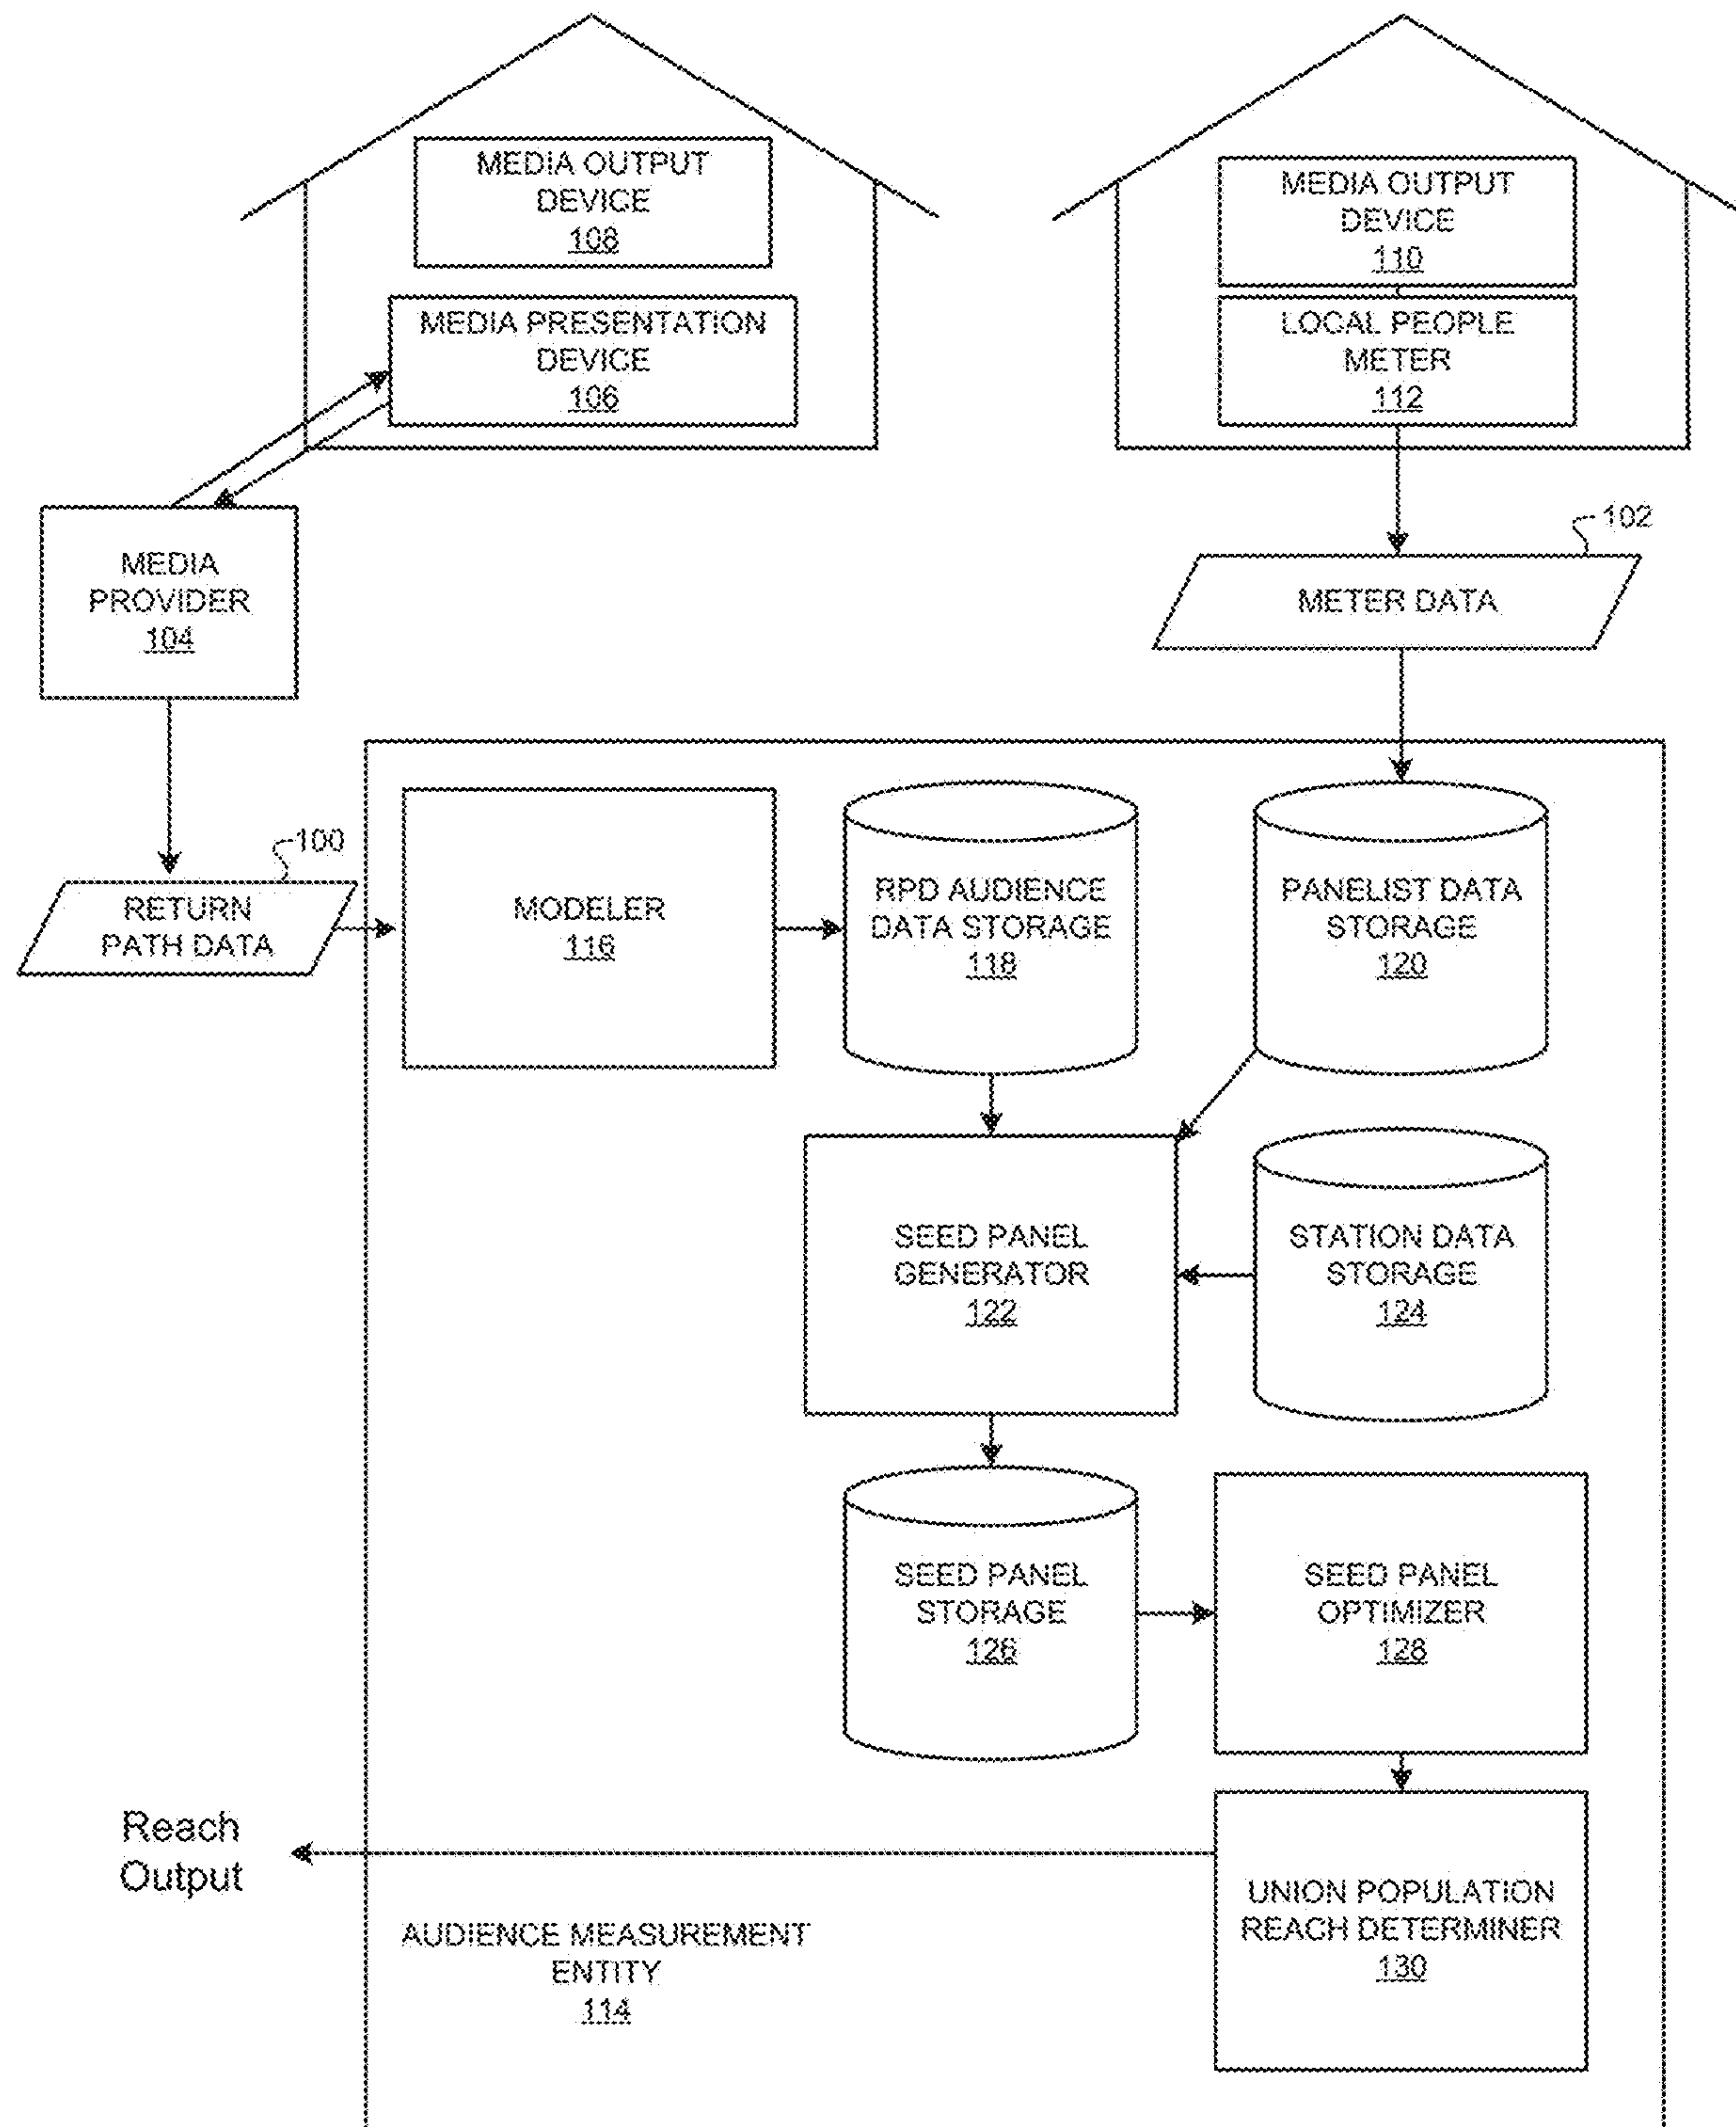 MEDIA OUTPUT
DEVICE
108
MEDIA PRESENTATION
DEVICE
106
MEDIA OUTPUT
DEVICE
110
LOCAL PEOPLE
METER
112
MEDIA
PROVIDER
104
102
METER DATA
100
RETURN
PATH DATA
MODELER
116
RPD AUDIENCE
DATA STORAGE
118
PANELIST DATA
STORAGE
120
SEED PANEL
GENERATOR
122
STATION DATA
STORAGE
124
SEED PANEL
STORAGE
126
SEED PANEL
OPTIMIZER
128
Reach
Output
UNION POPULATION
REACH DETERMINER
130
AUDIENCE MEASUREMENT
ENTITY
114